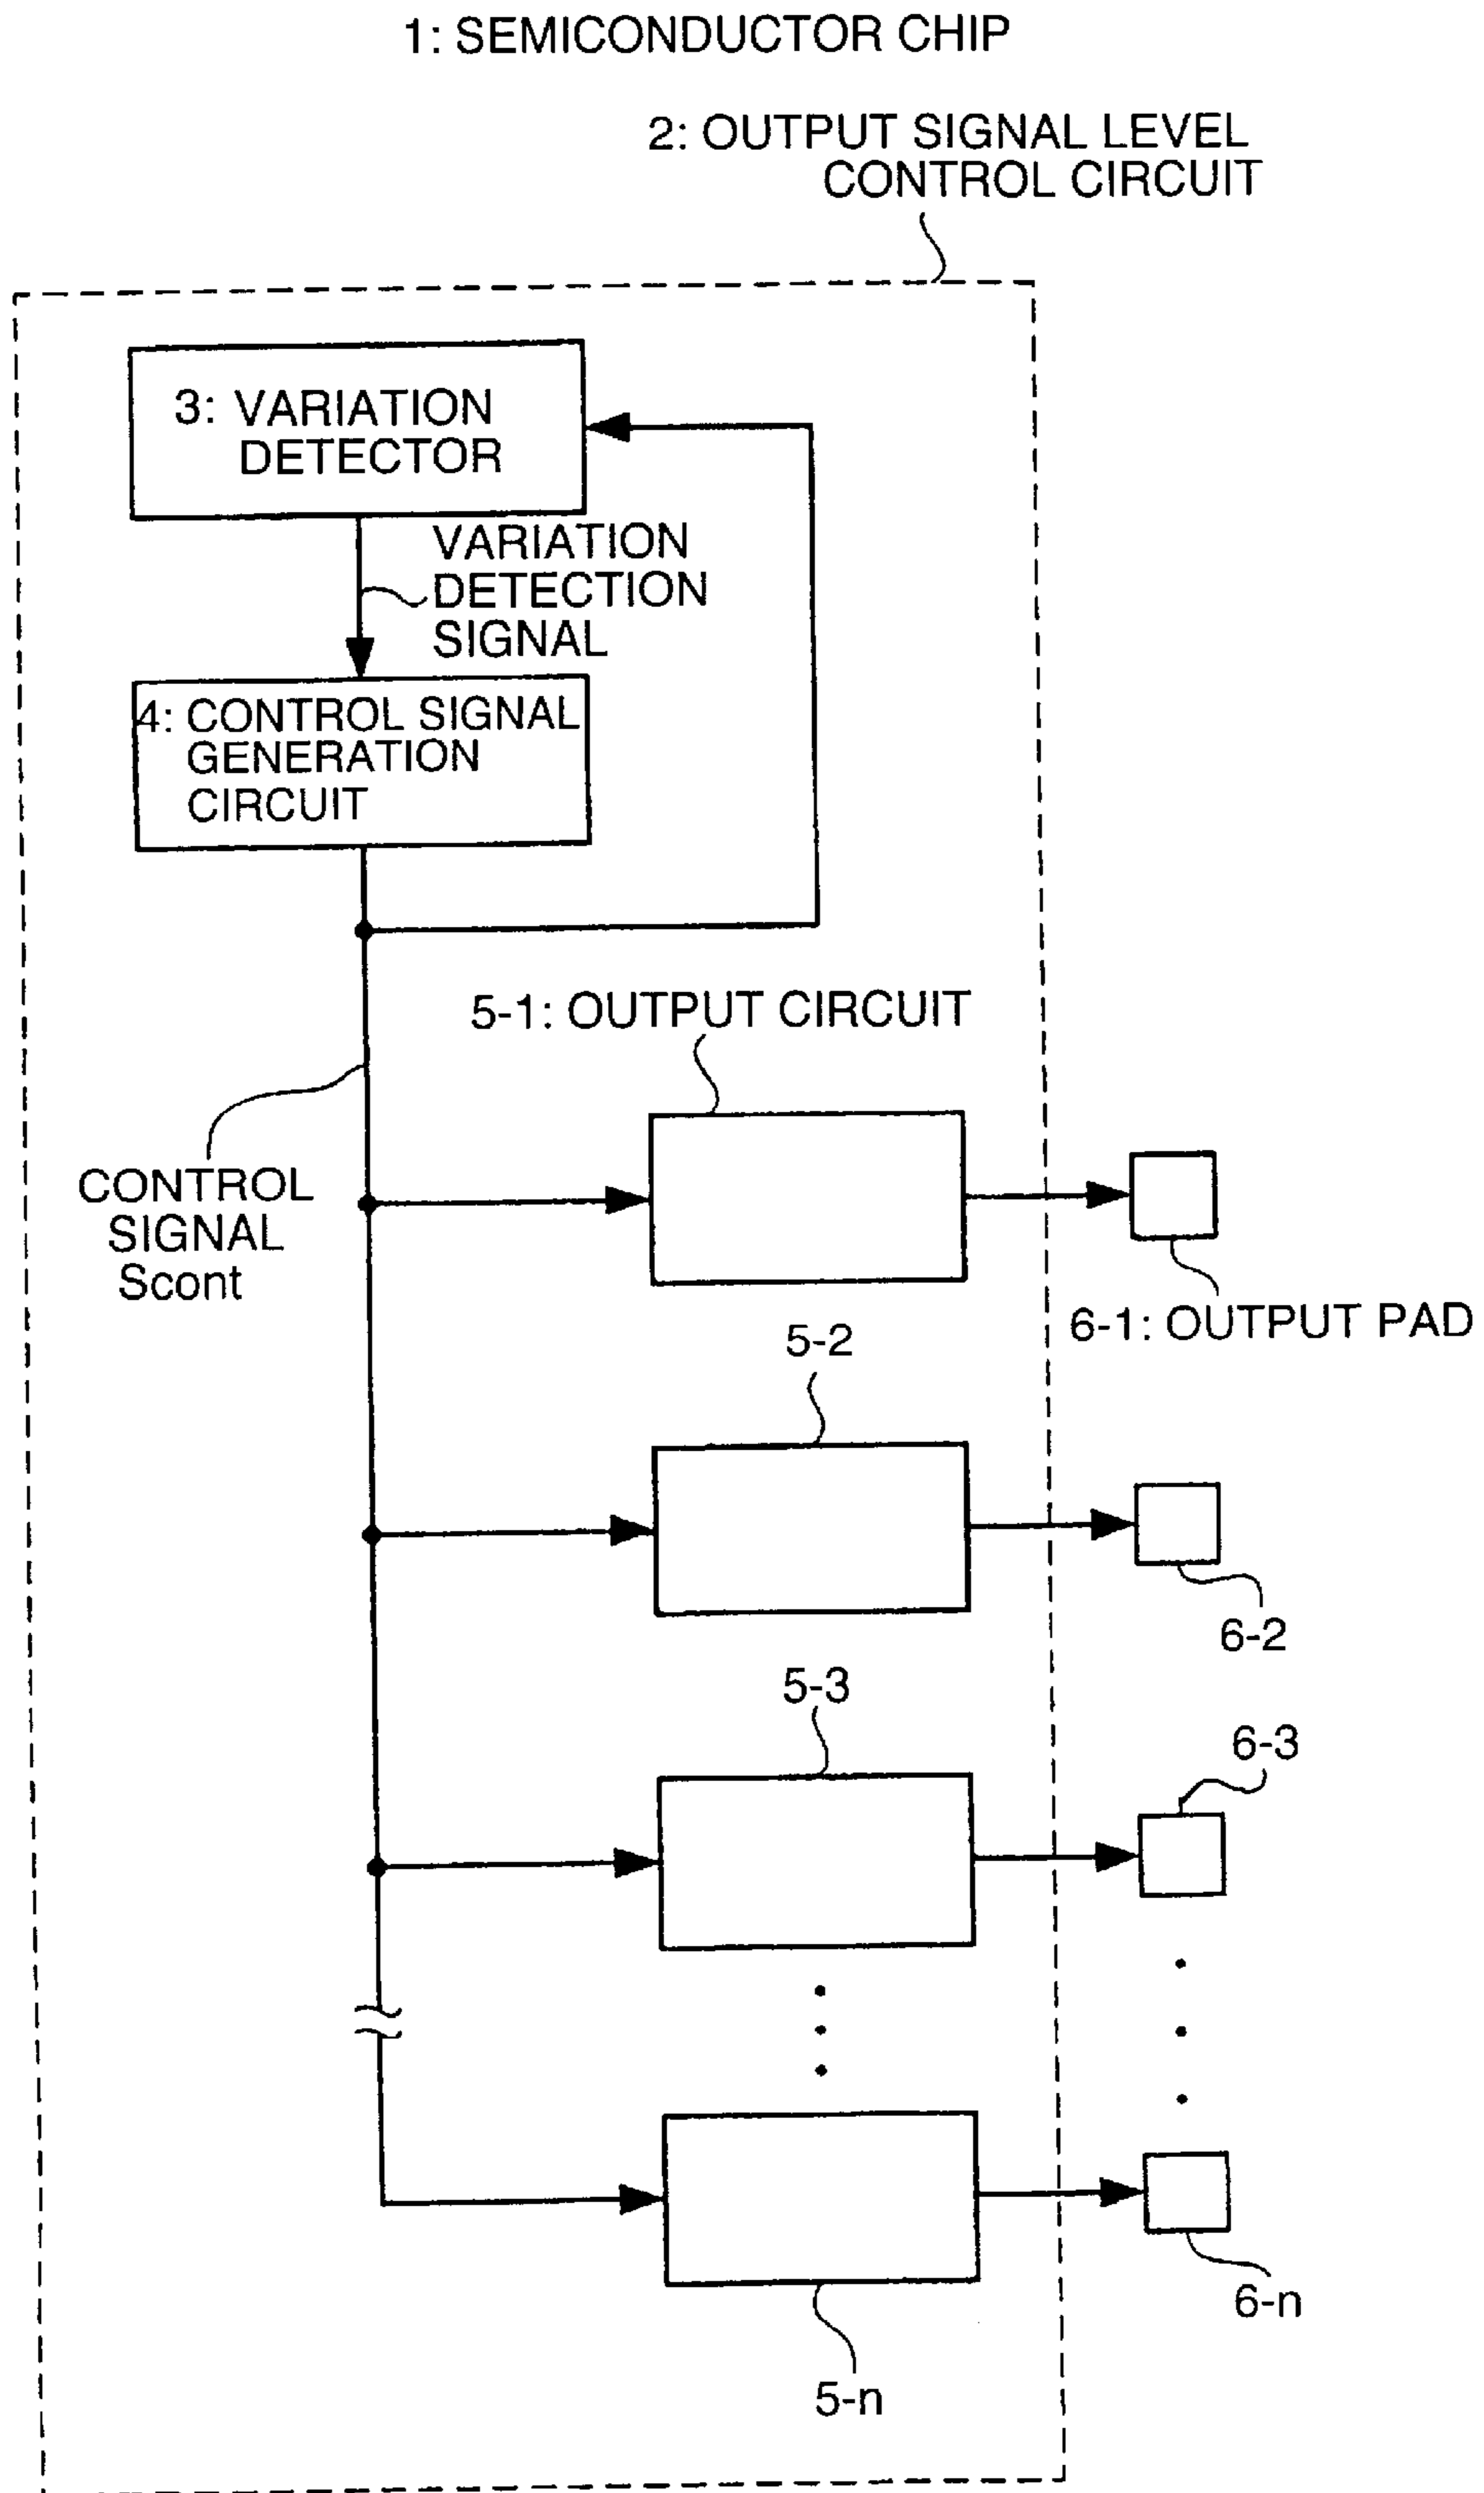 1: SEMICONDUCTOR CHIP
2: OUTPUT SIGNAL LEVEL
CONTROL CIRCUIT
3: VARIATION
DETECTOR
VARIATION
DETECTION
SIGNAL
4: CONTROL SIGNAL
GENERATION
CIRCUIT
5-1: OUTPUT CIRCUIT
CONTROL
SIGNAL
Scont
6-1: OUTPUT PAD
5-2
6-2
5-3
6-3
6-n
5-n